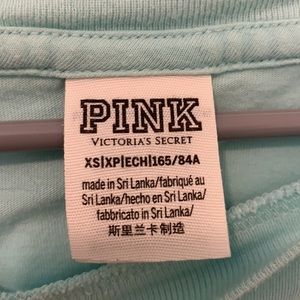 PINK
VICTORIA'S SECRET
XS|XP|ECH|165/84A
made in Sri Lanka/fabriqué au
Sri Lanka/hecho en Sri Lanka/
fabbricato in Sri Lanka/
斯里兰卡制造